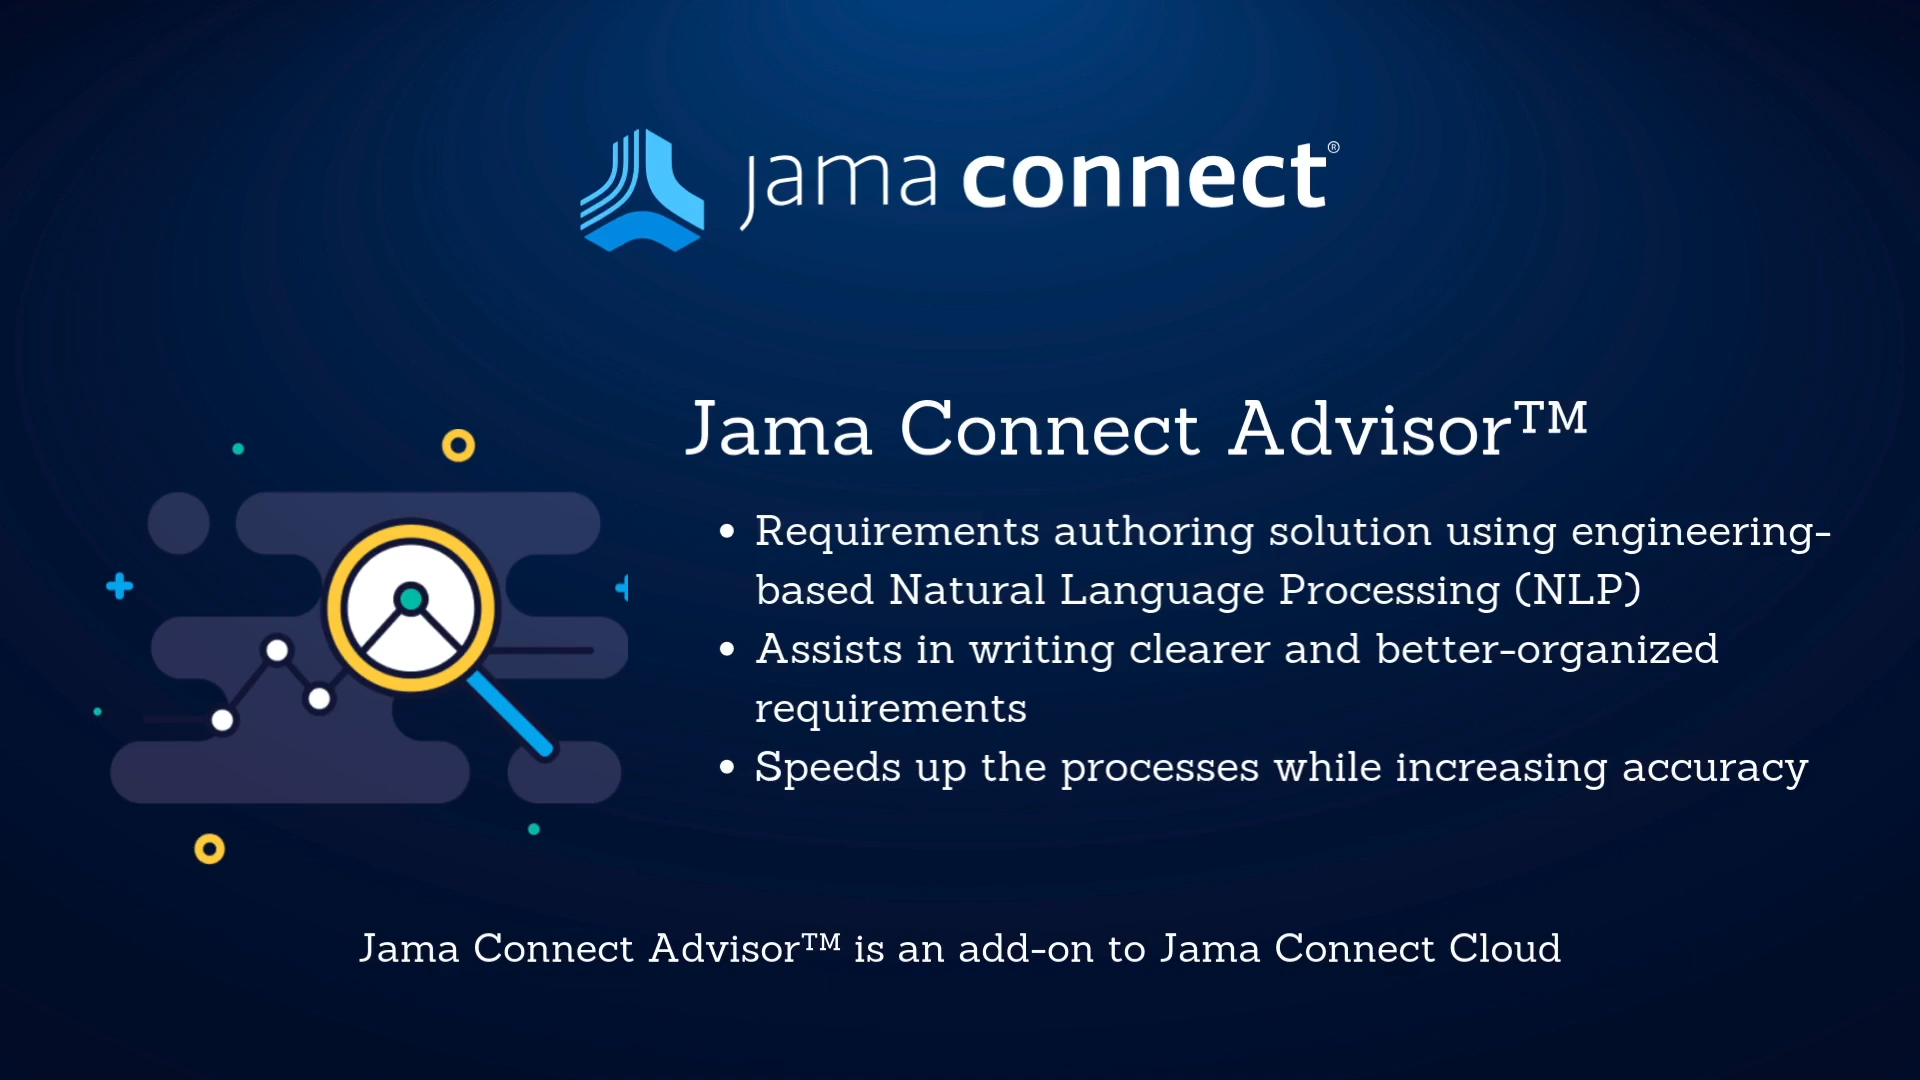 jama connect®
Jama Connect Advisor™
• Requirements authoring solution using engineering-
based Natural Language Processing (NLP)
• Assists in writing clearer and better-organized
requirements
• Speeds up the processes while increasing accuracy
Jama Connect Advisor™ is an add-on to Jama Connect Cloud